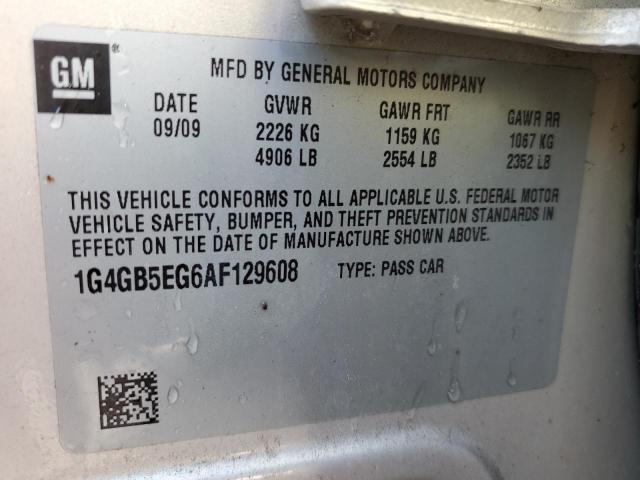 GM®
MFD BY GENERAL MOTORS COMPANY
DATE GVWR GAWR FRT GAWR RR
09/09 2226 KG 1159 KG 1067 KG
4906 LB 2554 LB 2352 LB
THIS VEHICLE CONFORMS TO ALL APPLICABLE U.S. FEDERAL MOTOR
VEHICLE SAFETY, BUMPER, AND THEFT PREVENTION STANDARDS IN
EFFECT ON THE DATE OF MANUFACTURE SHOWN ABOVE.
1G4GB5EG6AF129608 TYPE: PASS CAR